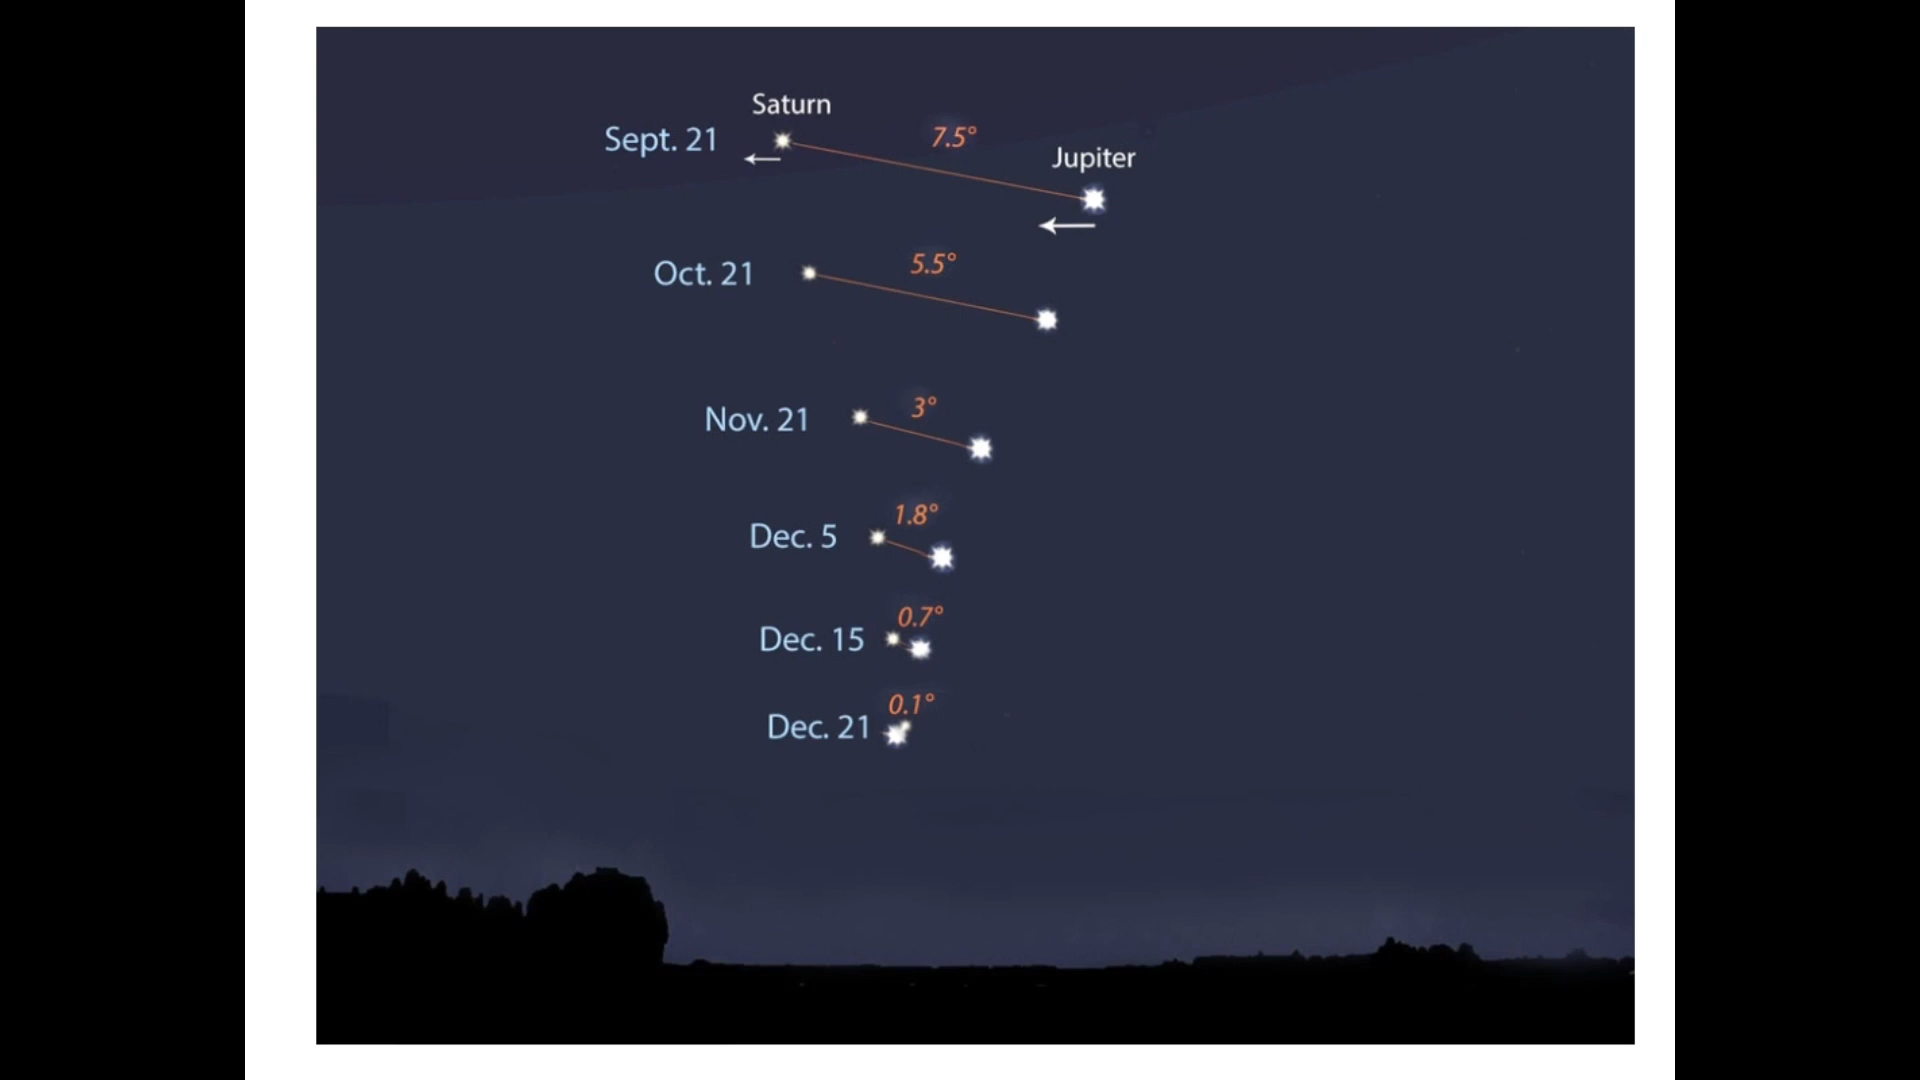 Saturn
Sept. 21
7.5°
Jupiter
Oct. 21
5.5°
Nov. 21
3°
Dec. 5
1.8°
Dec. 15
0.7°
Dec. 21
0.1°